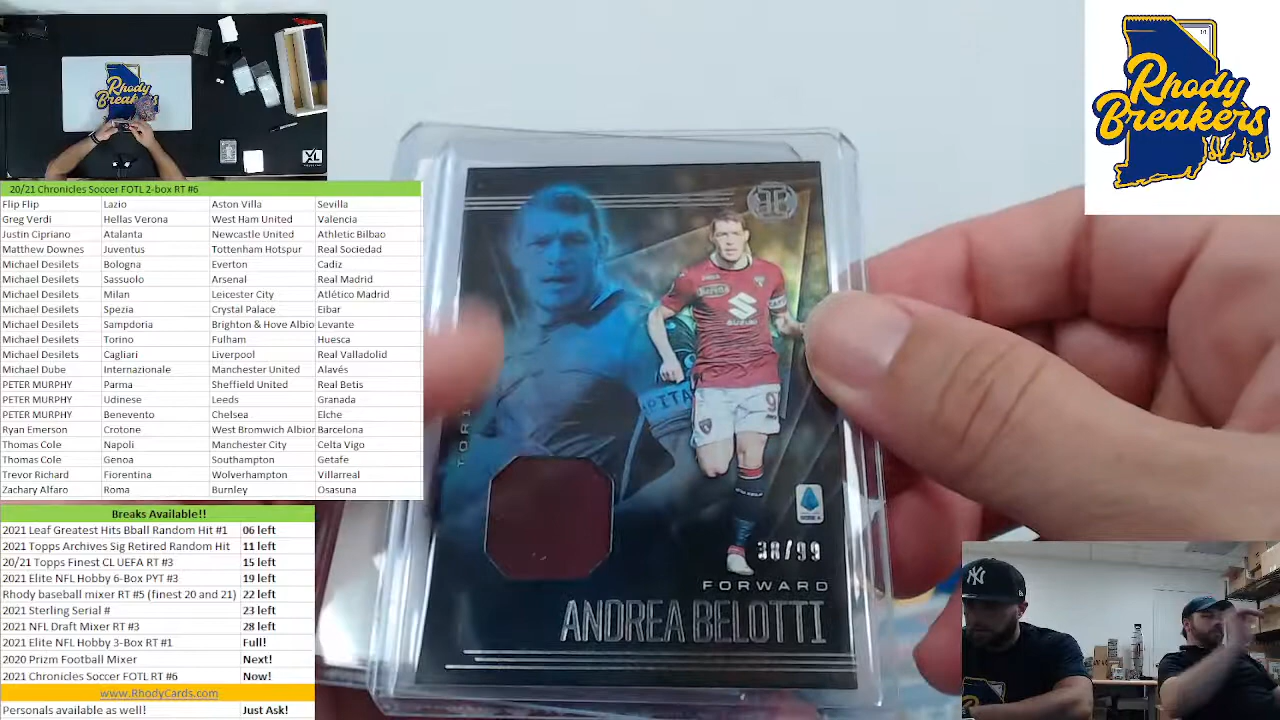 Rhody
Breakers
XL
20/21 Chronicles Soccer FOTL 2-box RT #6
Flip Flip Lazio Aston Villa Sevilla
Greg Verdi Hellas Verona West Ham United Valencia
Justin Cipriano Atalanta Newcastle United Athletic Bilbao
Matthew Downes Juventus Tottenham Hotspur Real Sociedad
Michael Desilets Bologna Everton Cadiz
Michael Desilets Sassuolo Arsenal Real Madrid
Michael Desilets Milan Leicester City Atlético Madrid
Michael Desilets Spezia Crystal Palace Eibar
Michael Desilets Sampdoria Brighton & Hove Albio Levante
Michael Desilets Torino Fulham Huesca
Michael Desilets Cagliari Liverpool Real Valladolid
Michael Dube Internazionale Manchester United Alavés
PETER MURPHY Parma Sheffield United Real Betis
PETER MURPHY Udinese Leeds Granada
PETER MURPHY Benevento Chelsea Elche
Ryan Emerson Crotone West Bromwich Albior Barcelona
Thomas Cole Napoli Manchester City Celta Vigo
Thomas Cole Genoa Southampton Getafe
Trevor Richard Fiorentina Wolverhampton Villarreal
Zachary Alfaro Roma Burnley Osasuna
Breaks Available!!
2021 Leaf Greatest Hits Bball Random Hit #1 06 left
2021 Topps Archives Sig Retired Random Hit 11 left
20/21 Topps Finest CL UEFA RT #3 15 left
2021 Elite NFL Hobby 6-Box PYT #3 19 left
Rhody baseball mixer RT #5 (finest 20 and 21) 22 left
2021 Sterling Serial # 23 left
2021 NFL Draft Mixer RT #3 28 left
2021 Elite NFL Hobby 3-Box RT #1 Full!
2020 Prizm Football Mixer Next!
2021 Chronicles Soccer FOTL RT #6 Now!
www.RhodyCards.com
Personals available as well! Just Ask!
TORI
SUZUKI
9
38/99
FORWARD
ANDREA BELOTTI
Rhody
Breakers
NY